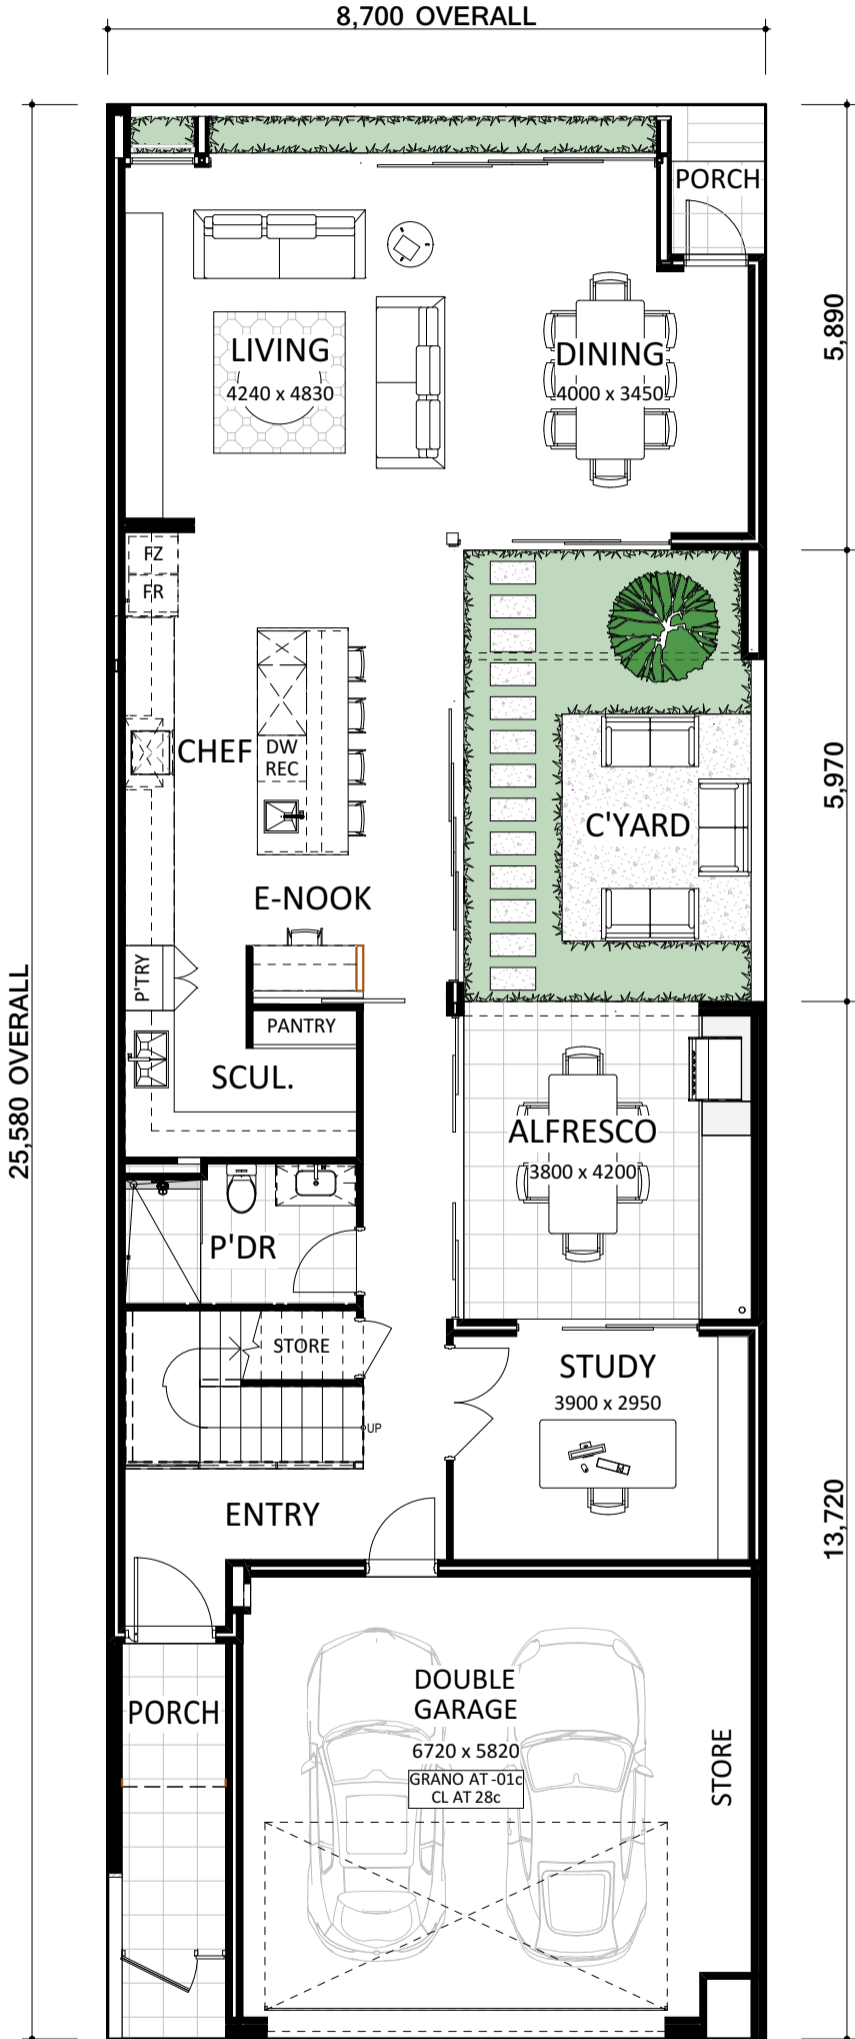 8,700 OVERALL
PORCH
5,890
LIVING
4240 x 4830
DINING
4000 x 3450
FZ
FR
CHEF
DW
REC
C'YARD
5,970
E-NOOK
P'TRY
PANTRY
SCUL.
25,580 OVERALL
ALFRESCO
3800 x 4200
P'DR
STORE
UP
STUDY
3900 x 2950
ENTRY
13,720
PORCH
DOUBLE
GARAGE
6720 x 5820
GRANO AT -01c
CL AT 28c
STORE